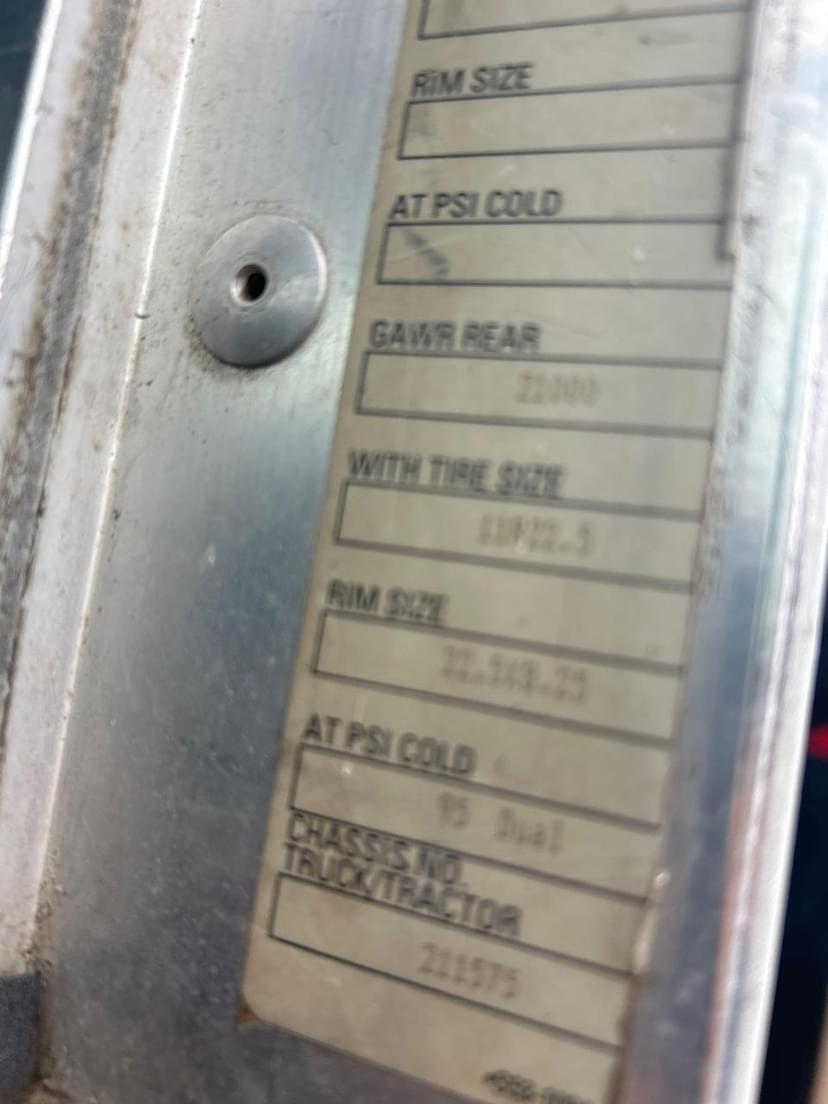 RIM SIZE
AT PSI COLD
GAWR REAR
21000
WITH TIRE SIZE
11R22.5
RIM SIZE
22.5X8.25
AT PSI COLD
95 Dual
CHASSIS NO.
TRUCK/TRACTOR
211575